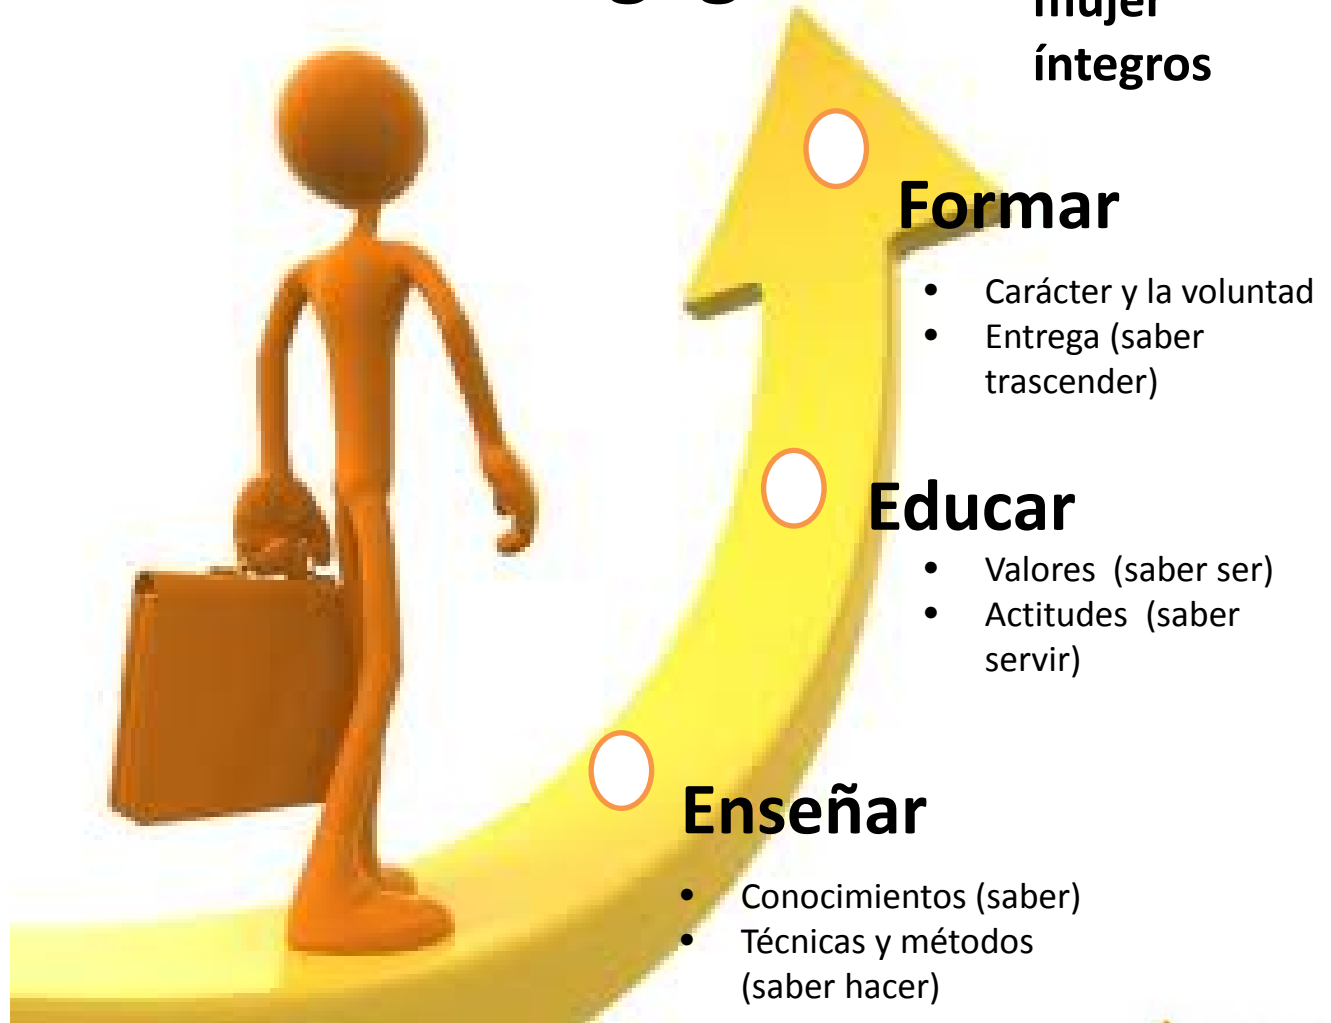 mujer
íntegros
Formar
• Carácter y la voluntad
• Entrega (saber
trascender)
Educar
• Valores (saber ser)
• Actitudes (saber
servir)
Enseñar
• Conocimientos (saber)
• Técnicas y métodos
(saber hacer)